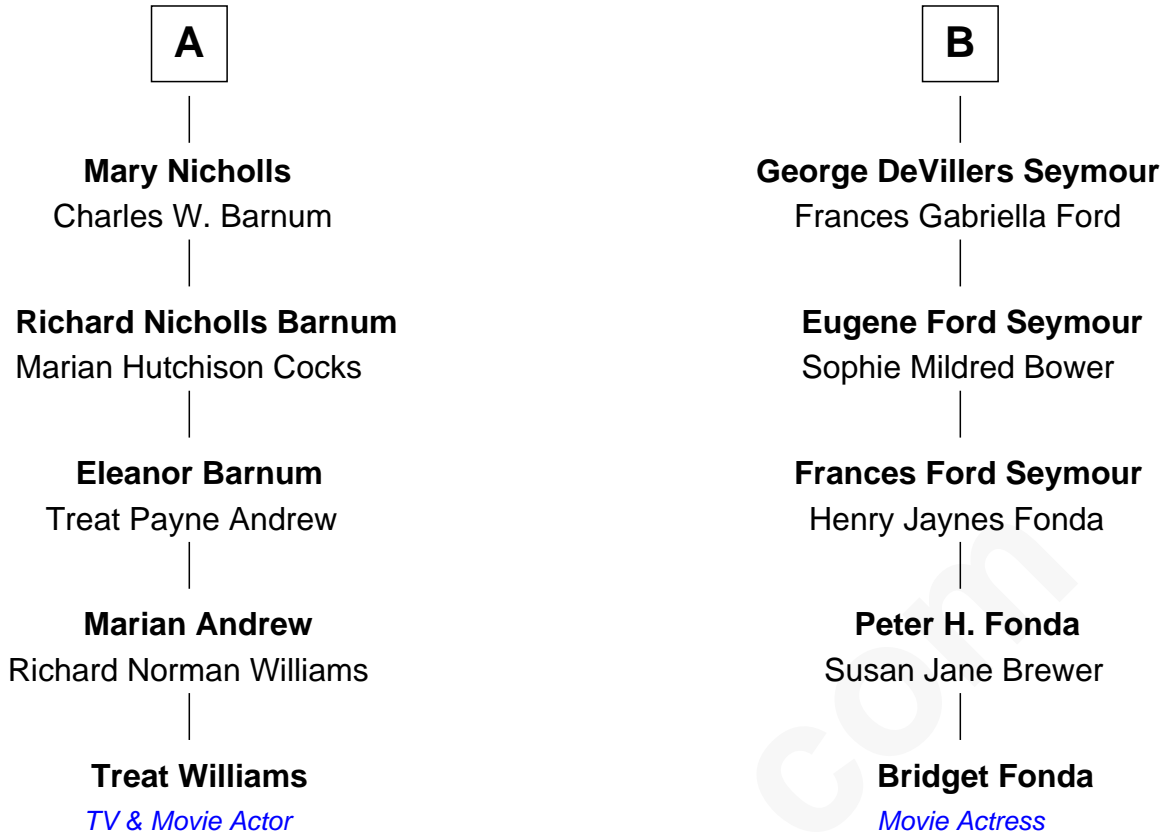 A
Mary Nicholls
Charles W. Barnum
Richard Nicholls Barnum
Marian Hutchison Cocks
Eleanor Barnum
Treat Payne Andrew
Marian Andrew
Richard Norman Williams
Treat Williams
TV & Movie Actor
B
George DeVillers Seymour
Frances Gabriella Ford
Eugene Ford Seymour
Sophie Mildred Bower
Frances Ford Seymour
Henry Jaynes Fonda
Peter H. Fonda
Susan Jane Brewer
Bridget Fonda
Movie Actress
com